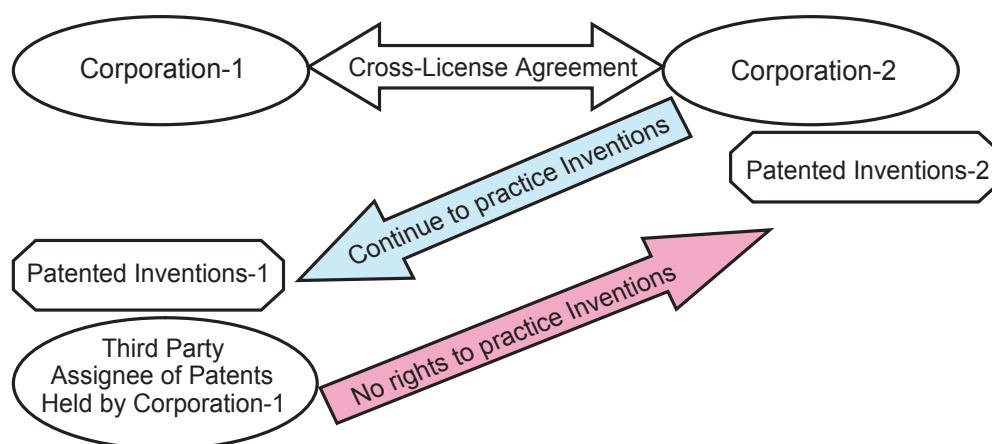 Corporation-1
Cross-License Agreement
Corporation-2
Continue to practice Inventions
Patented Inventions-2
Patented Inventions-1
No rights to practice Inventions
Third Party
Assignee of Patents
Held by Corporation-1